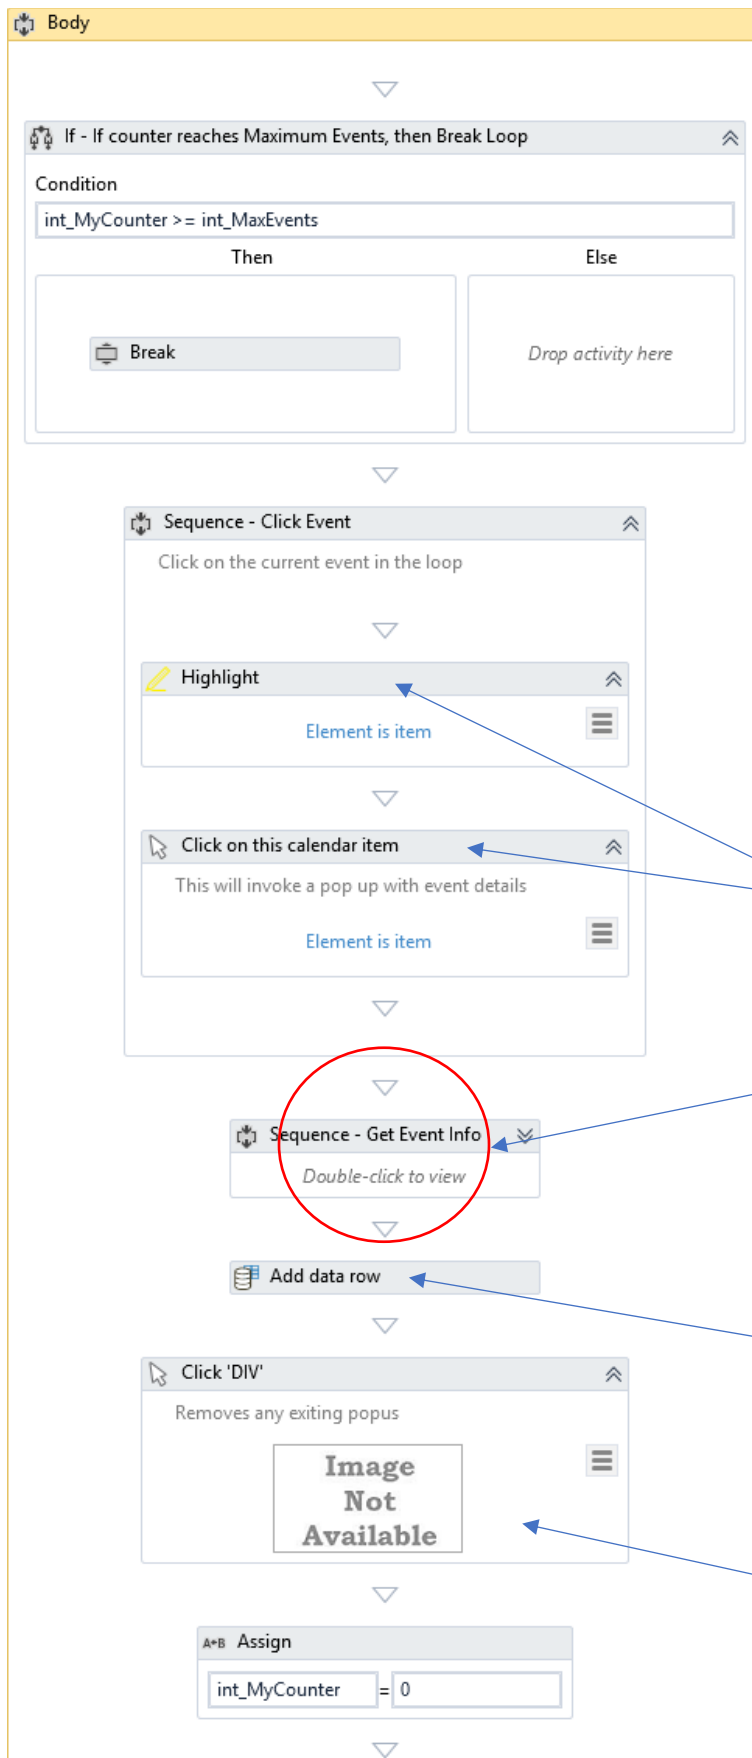 Body
If - If counter reaches Maximum Events, then Break Loop
Condition
int_MyCounter >= int_MaxEvents
Then
Else
Break
Drop activity here
Sequence - Click Event
Click on the current event in the loop
Highlight
Element is item
Click on this calendar item
This will invoke a pop up with event details
Element is item
Sequence - Get Event Info
Double-click to view
Add data row
Click 'DIV'
Removes any exiting popus
Image
Not
Available
A+B Assign
int_MyCounter = 0